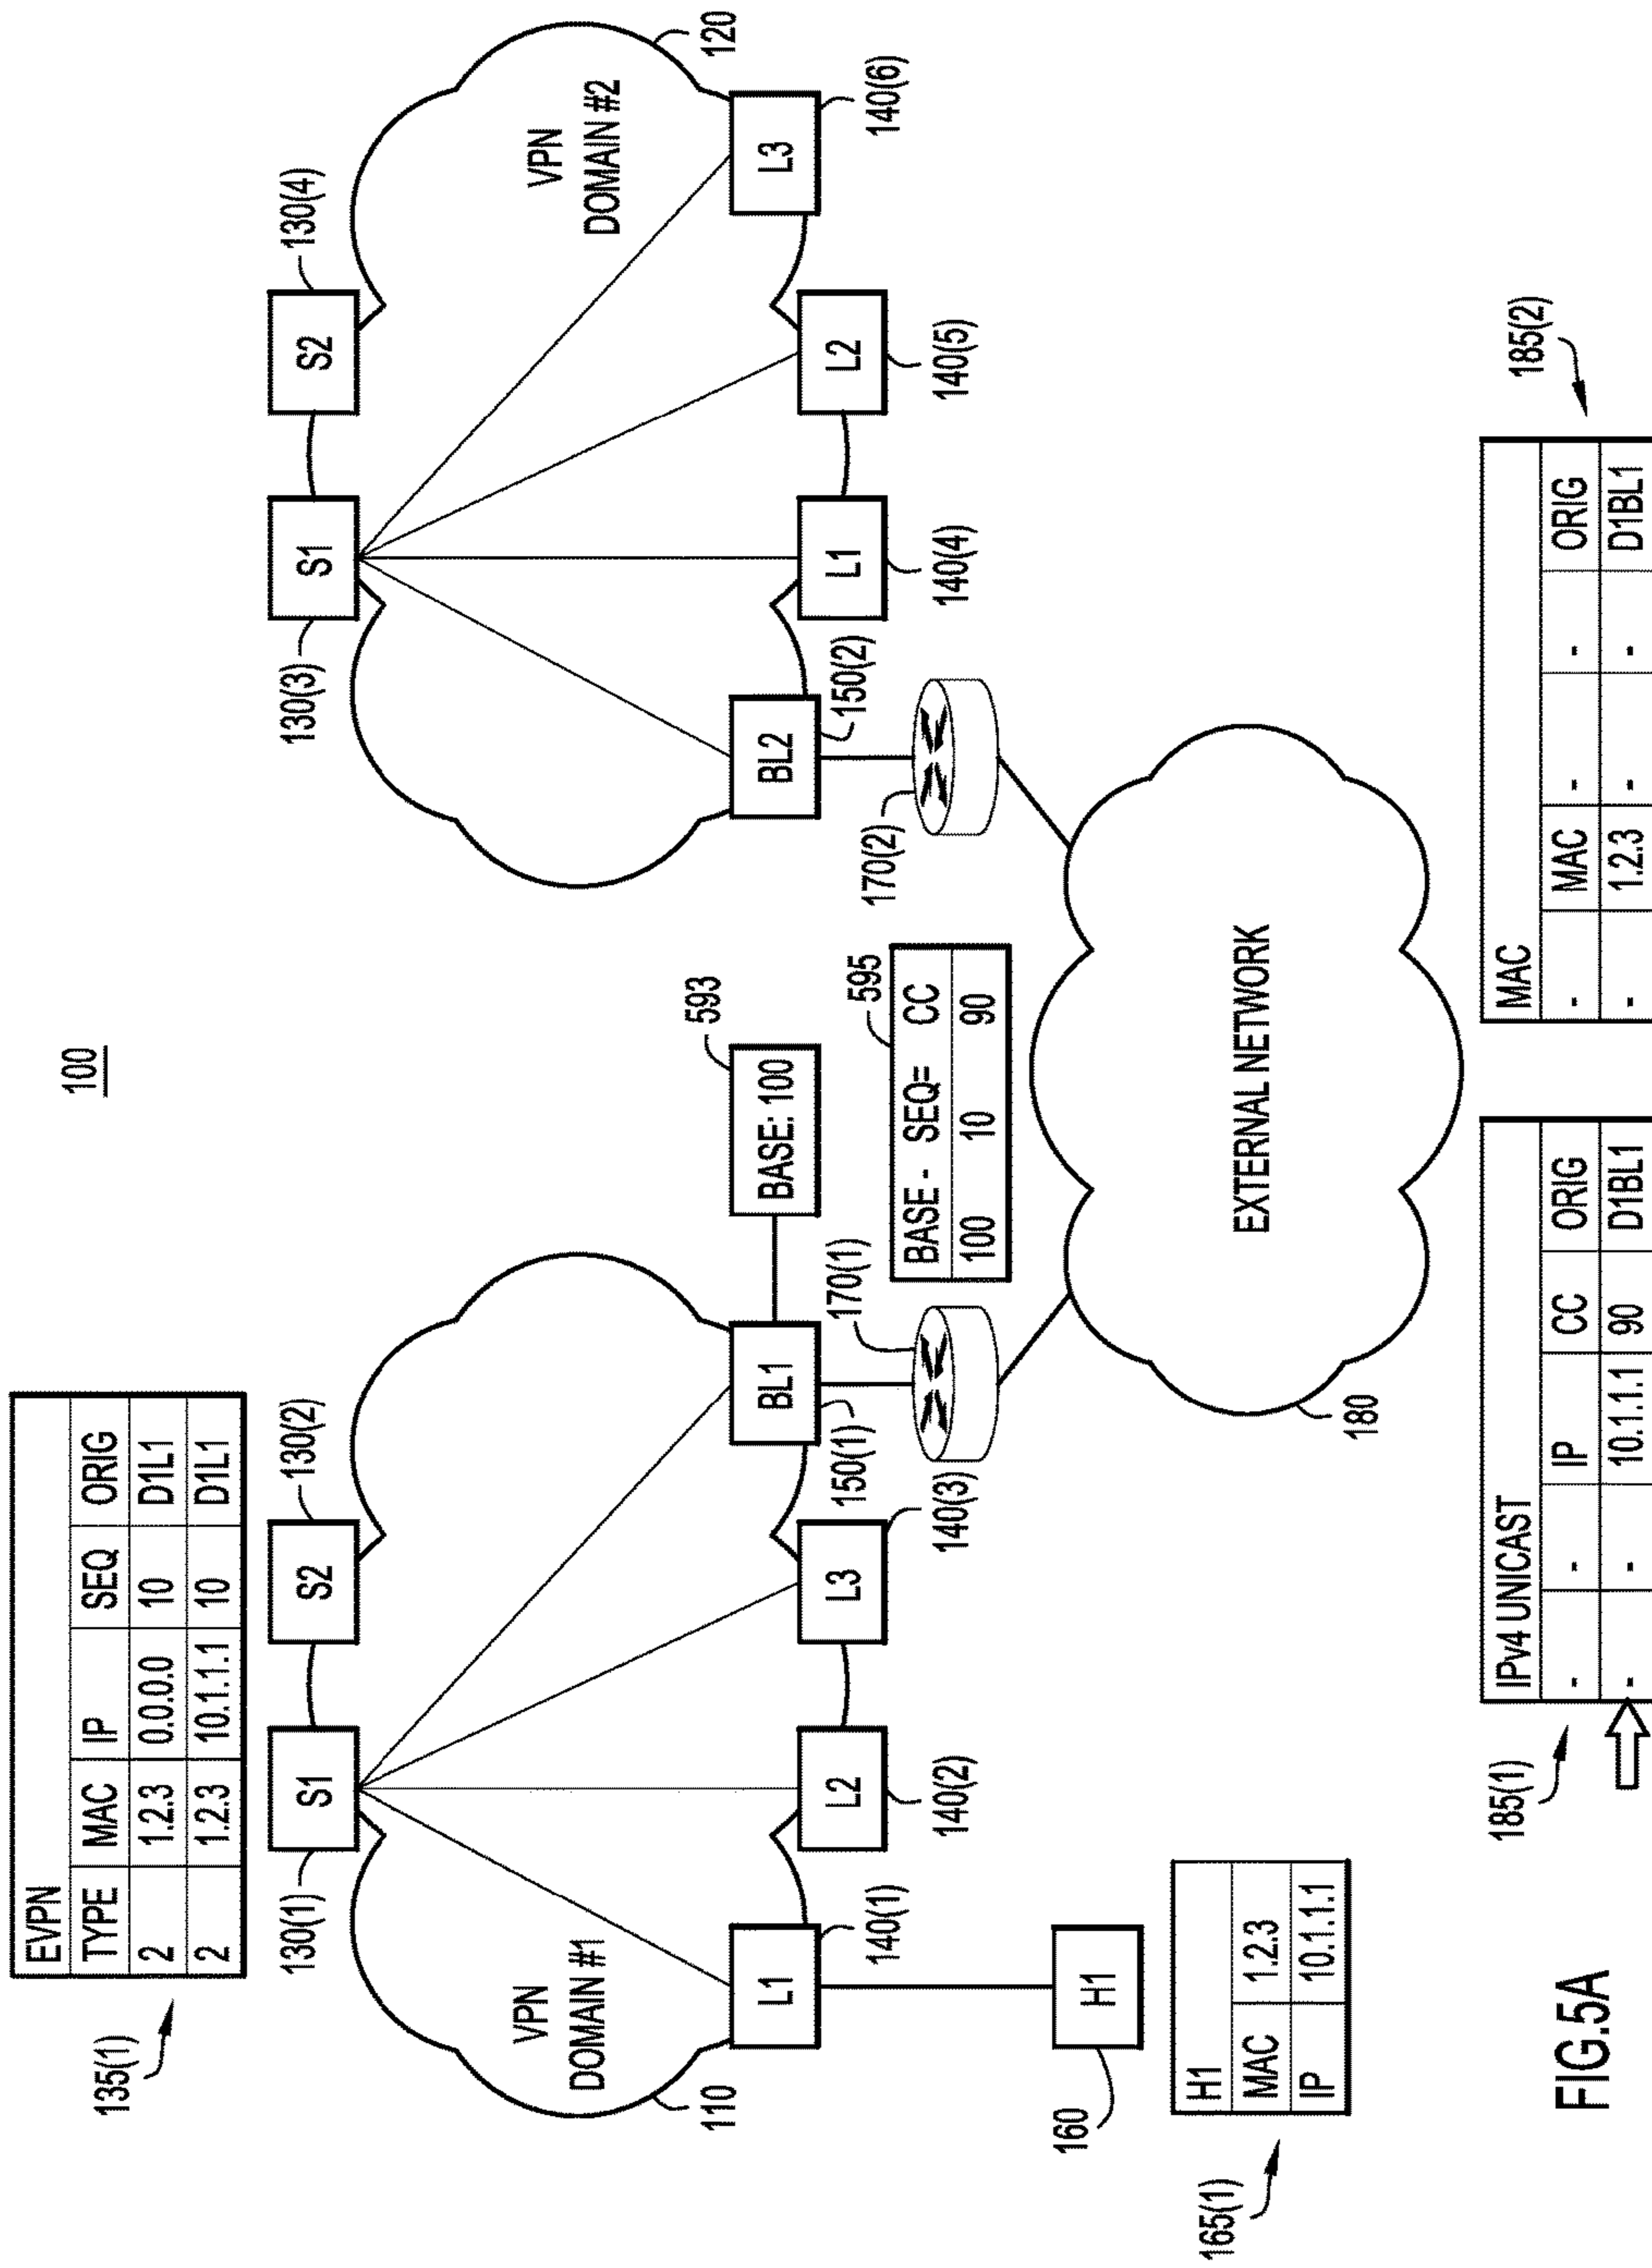 100
EVPN
TYPE MAC IP SEQ ORIG
2 1.2.3 0.0.0.0 10 D1L1
2 1.2.3 10.1.1.1 10 D1L1
135(1)
130(1)
S1
S2
130(2)
130(3)
S1
S2
130(4)
VPN
DOMAIN #1
110
VPN
DOMAIN #2
120
L1
140(1)
L2
140(2)
L3
140(3)
BL1
150(1)
BASE: 100
593
BL2
150(2)
L1
140(4)
L2
140(5)
L3
140(6)
170(1)
BASE - SEQ= CC
100 10 90
595
170(2)
H1
160
EXTERNAL NETWORK
180
H1
MAC 1.2.3
IP 10.1.1.1
165(1)
IPv4 UNICAST
- - IP CC ORIG
- - 10.1.1.1 90 D1BL1
185(1)
MAC
- MAC - - ORIG
- 1.2.3 - - D1BL1
185(2)
FIG.5A